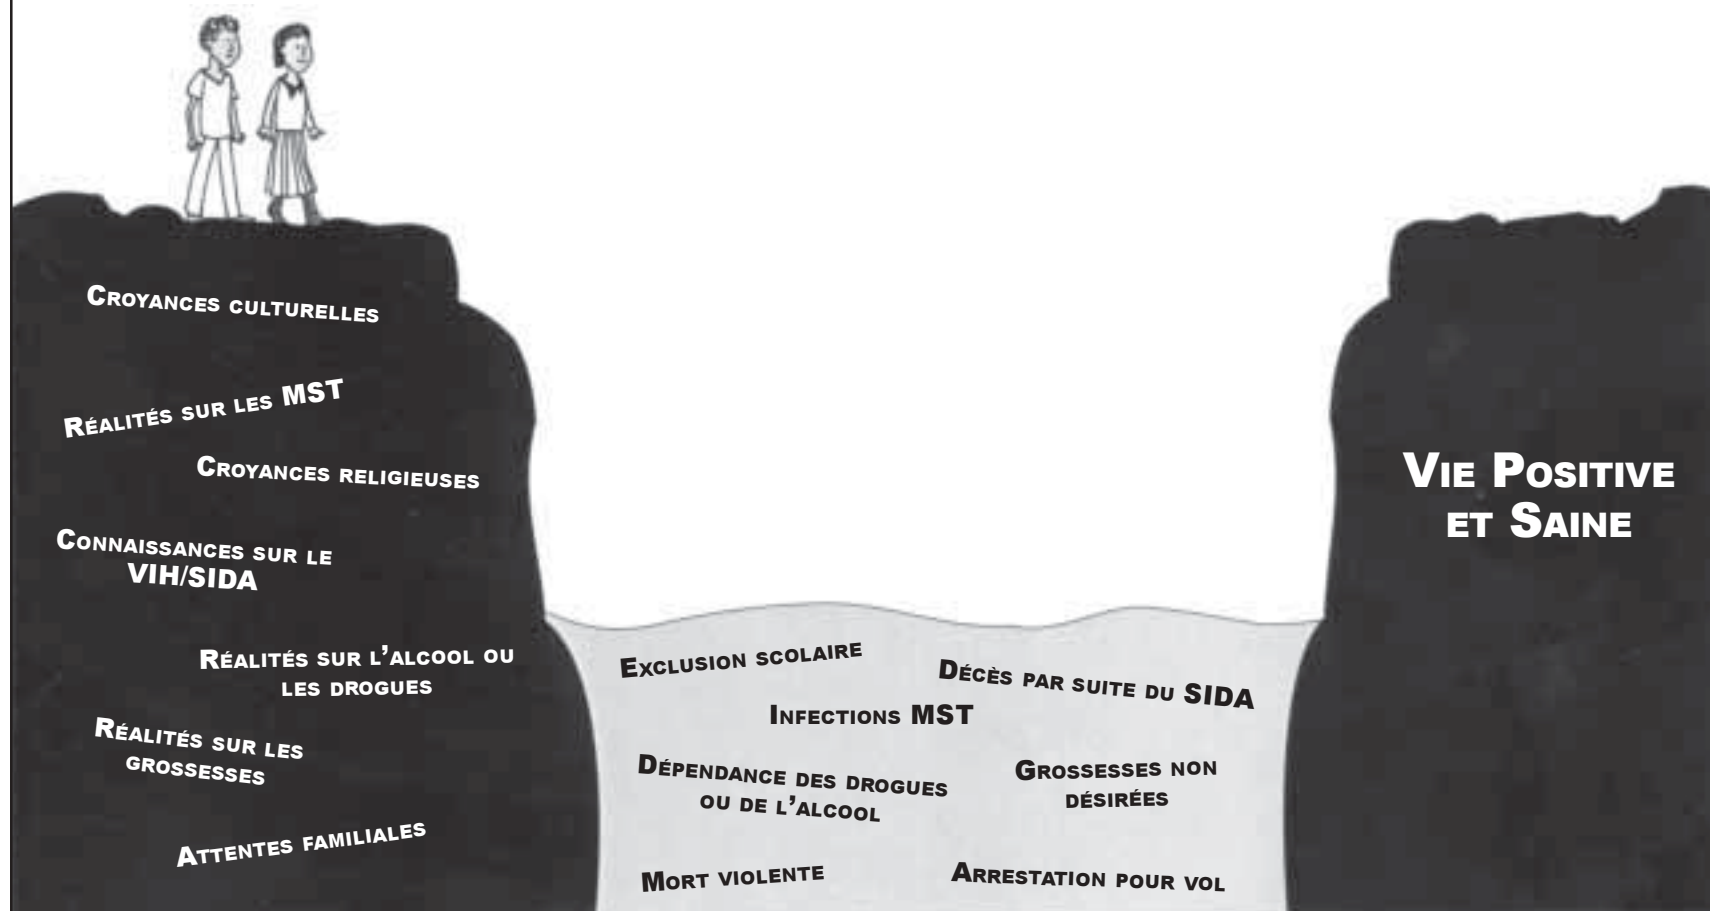 Croyances culturelles
Réalités sur les MST
Croyances religieuses
Connaissances sur le
VIH/SIDA
Réalités sur l’alcool ou
les drogues
Réalités sur les
grossesses
Attentes familiales
Exclusion scolaire
Décès par suite du SIDA
Infections MST
Dépendance des drogues
ou de l’alcool
Grossesses non
désirées
Mort violente
Arrestation pour vol
Vie Positive
et Saine